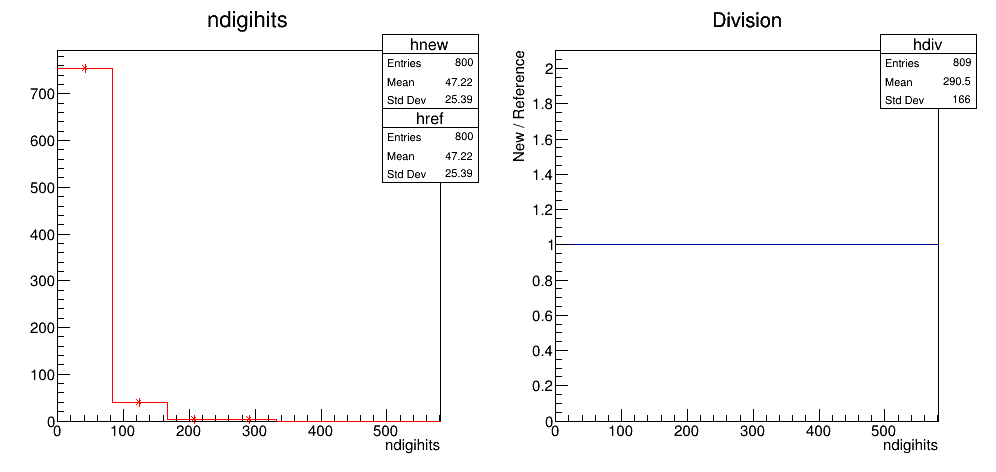 ndigihits
hnew
Entries 800
Mean 47.22
Std Dev 25.39
href
Entries 800
Mean 47.22
Std Dev 25.39
700
600
500
400
300
200
100
0
0 100 200 300 400 500
ndigihits
Division
hdiv
Entries 809
Mean 290.5
Std Dev 166
New / Reference
2
1.8
1.6
1.4
1.2
1
0.8
0.6
0.4
0.2
0
0 100 200 300 400 500
ndigihits